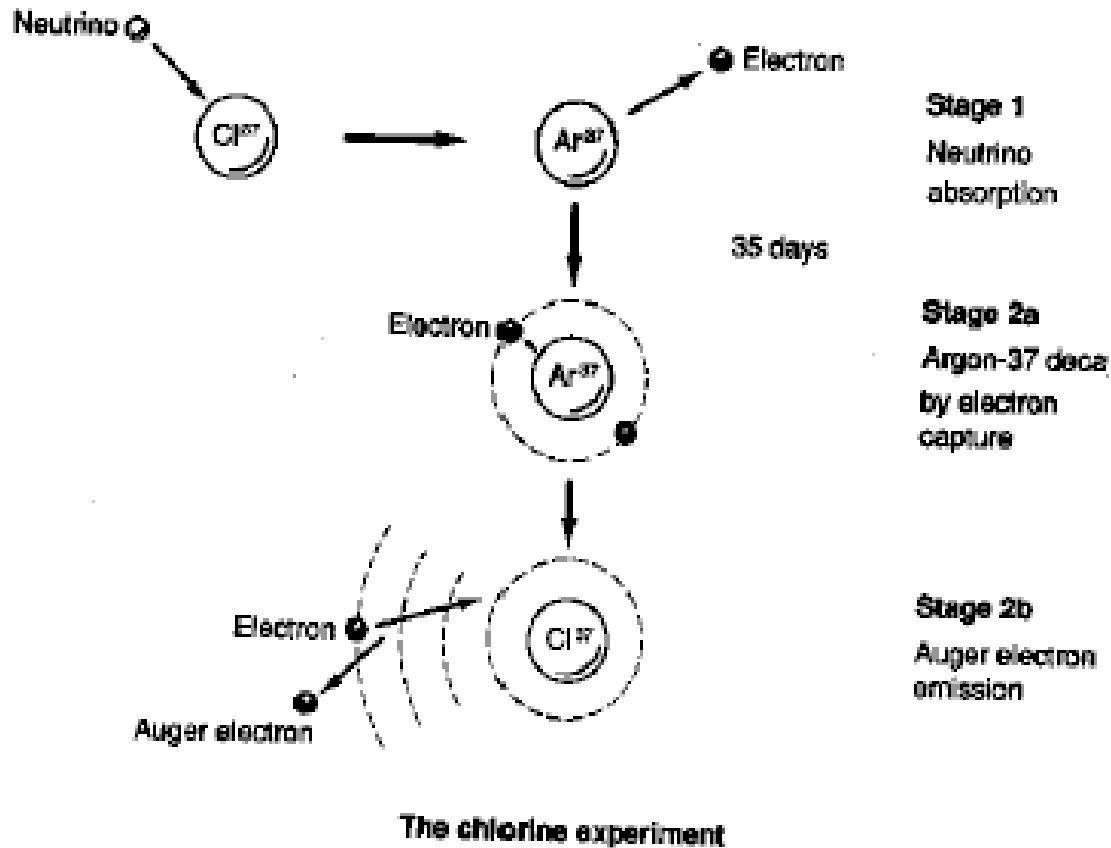 Neutrino
Electron
Cl³⁷
Ar³⁷
Stage 1
Neutrino
absorption
35 days
Electron
Ar³⁷
Stage 2a
Argon-37 deca
by electron
capture
Electron
Cl³⁷
Auger electron
Stage 2b
Auger electron
emission
The chlorine experiment